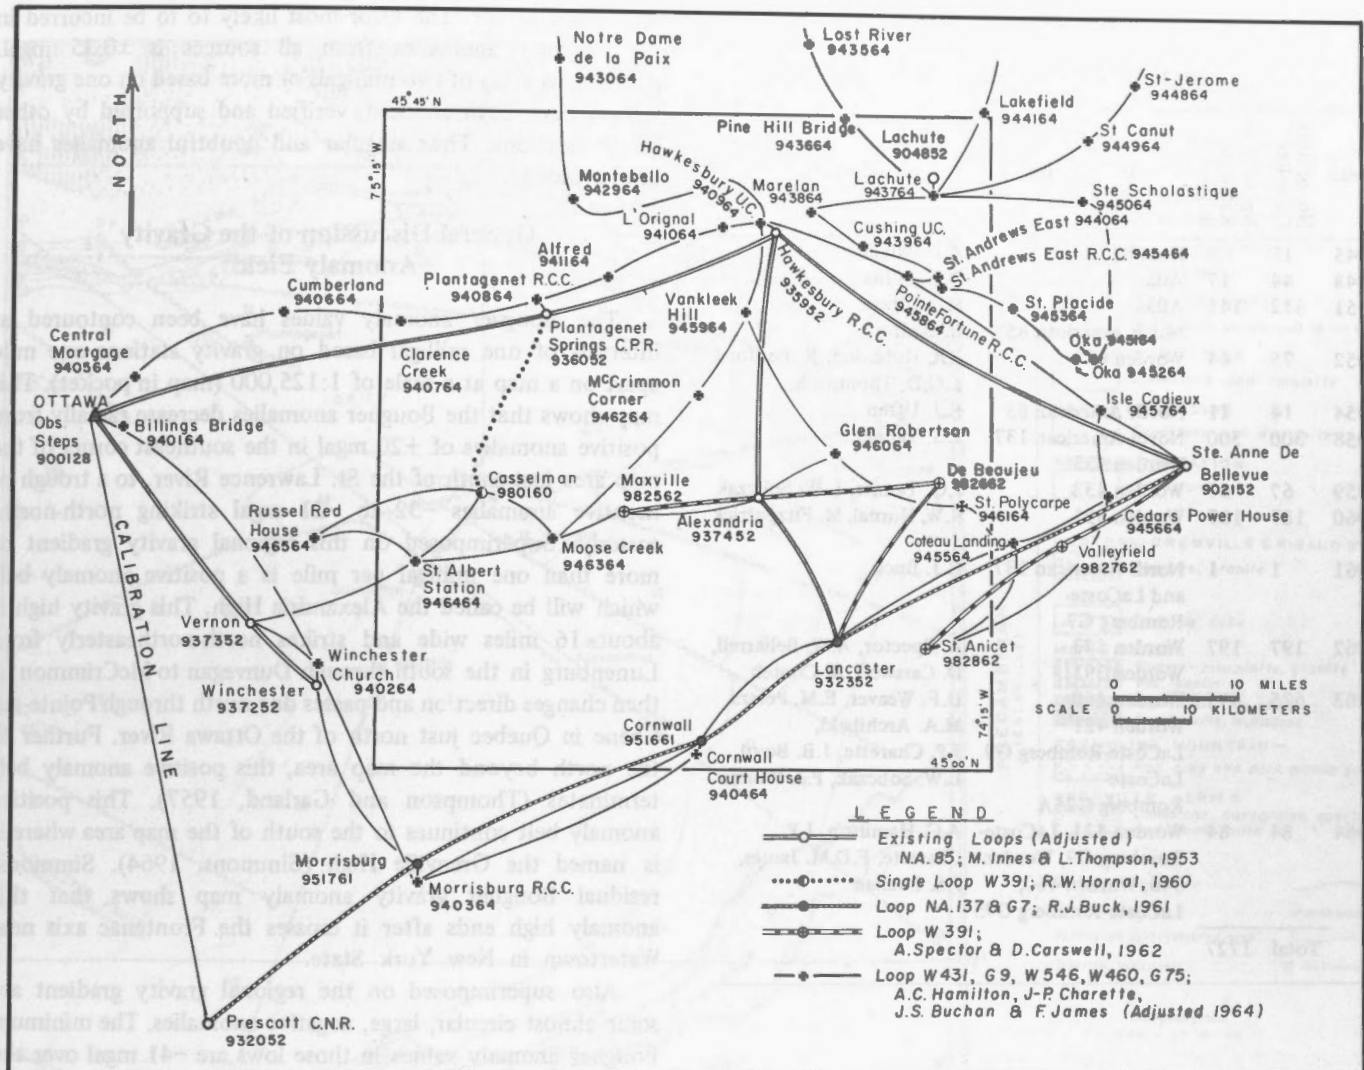 NORTH
Notre Dame
de la Paix
943064
Lost River
943564
St-Jerome
944864
45°45' N
75°15' W
Pine Hill Bridge
943664
Lakefield
944164
Lachute
904852
St Canut
944964
Lachute
943764
Montebello
942964
Hawkesbury U.C.
940964
Marelan
943864
Ste Scholastique
945064
L'Orignal
941064
Cushing U.C.
943964
St. Andrews East
944064
St. Andrews East R.C.C. 945464
Alfred
941164
Plantagenet R.C.C.
940864
Cumberland
940664
Hawkesbury R.C.C.
935952
Pointe Fortune R.C.C.
945864
St. Placide
945364
Vankleek
Hill
945964
Oka 945164
Oka 945264
Central
Mortgage
940564
Plantagenet
Springs C.P.R.
936052
Clarence
Creek
940764
McCrimmon
Corner
946264
Isle Cadieux
945764
OTTAWA
Obs
Steps
900128
Billings Bridge
940164
Glen Robertson
946064
Ste. Anne De
Bellevue
902152
Casselman
980160
Maxville
982562
De Beaujeu
982662
St. Polycarpe
946164
Russell Red
House
946564
Alexandria
937452
Cedars Power House
945664
Moose Creek
946364
Coteau Landing
945564
Valleyfield
982762
St. Albert
Station
946464
CALIBRATION LINE
Vernon
937352
Winchester
Church
940264
Winchester
937252
Lancaster
932352
St. Anicet
982862
0 MILES
SCALE 0 KILOMETERS
74°15' W
Cornwall
951661
Cornwall
Court House
940464
45°00' N
Morrisburg
951761
Morrisburg R.C.C.
940364
Prescott C.N.R.
932052
LEGEND
Existing Loops (Adjusted)
N.A. 85; M. Innes & L. Thompson, 1953
Single Loop W391; R.W. Hornal, 1960
Loop NA.137 & G7; R.J. Buck, 1961
Loop W 391;
A. Spector & D. Carswell, 1962
Loop W431, G9, W546, W460, G75;
A.C. Hamilton, J-P. Charette,
J.S. Buchan & F. James (Adjusted 1964)